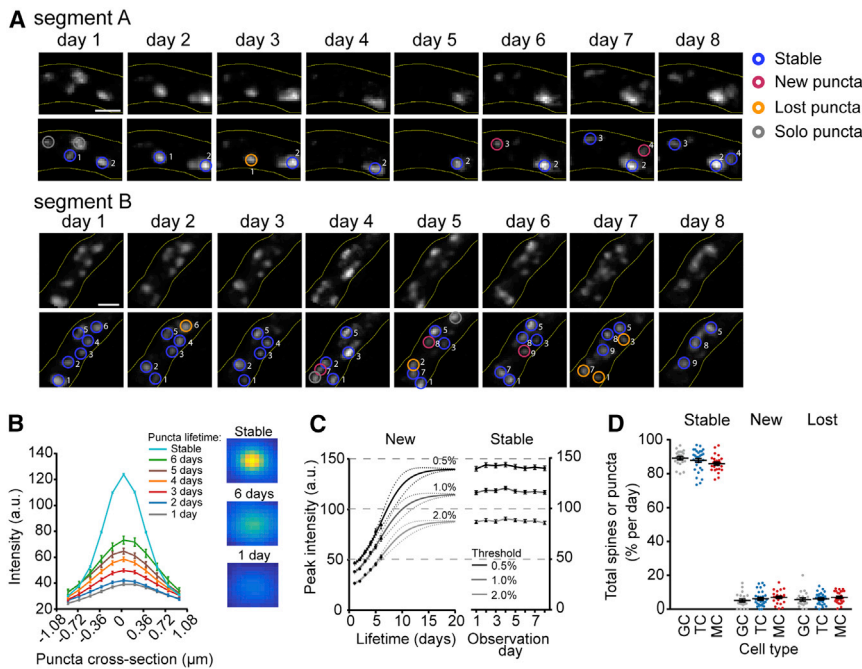 A
segment A
day 1 day 2 day 3 day 4 day 5 day 6 day 7 day 8
Stable
New puncta
Lost puncta
Solo puncta
1 2 1 2 1 2 2 2 3 2 3 4 2 3 4 2
segment B
day 1 day 2 day 3 day 4 day 5 day 6 day 7 day 8
5 6 4 3 2 1
5 6 4 3 2 1
5 4 3 2 1
5 3 2 7 1
5 8 3 2 7 1
5 8 3 9 7 1
5 8 3 9 7 1
5 8 9
B
Puncta lifetime:
Stable
6 days
5 days
4 days
3 days
2 days
1 day
Intensity (a.u.)
140
120
100
80
60
40
20
-1.08 -0.72 -0.36 0 0.36 0.72 1.08
Puncta cross-section (µm)
Stable
6 days
1 day
C
New Stable
Peak intensity (a.u.)
150
100
50
0
0.5%
1.0%
2.0%
0 5 10 15 20
Lifetime (days)
Threshold
0.5%
1.0%
2.0%
150
100
50
0
1 3 5 7
Observation
day
D
Stable New Lost
Total spines or puncta
(% per day)
100
80
60
40
20
0
GC TC MC GC TC MC GC TC MC
Cell type